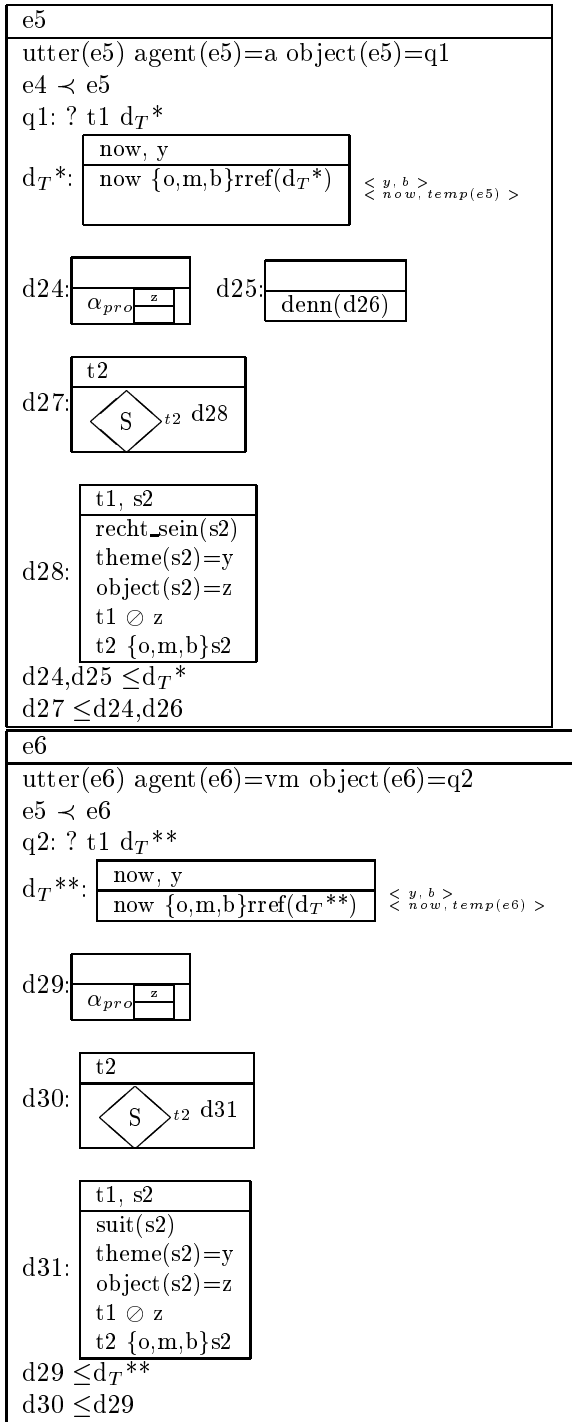 e5
utter(e5) agent(e5)=a object(e5)=q1
e4 ≺ e5
q1: ? t1 d_T*
now, y
d_T*: now {o,m,b}rref(d_T*) < y, b >
< now, temp(e5) >
d24: α_pro z d25: denn(d26)
t2
d27: S t2 d28
t1, s2
recht_sein(s2)
theme(s2)=y
d28: object(s2)=z
t1 ⊘ z
t2 {o,m,b}s2
d24,d25 ≤d_T*
d27 ≤d24,d26
e6
utter(e6) agent(e6)=vm object(e6)=q2
e5 ≺ e6
q2: ? t1 d_T**
now, y
d_T**: now {o,m,b}rref(d_T**) < y, b >
< now, temp(e6) >
d29: α_pro z
t2
d30: S t2 d31
t1, s2
suit(s2)
theme(s2)=y
d31: object(s2)=z
t1 ⊘ z
t2 {o,m,b}s2
d29 ≤d_T**
d30 ≤d29